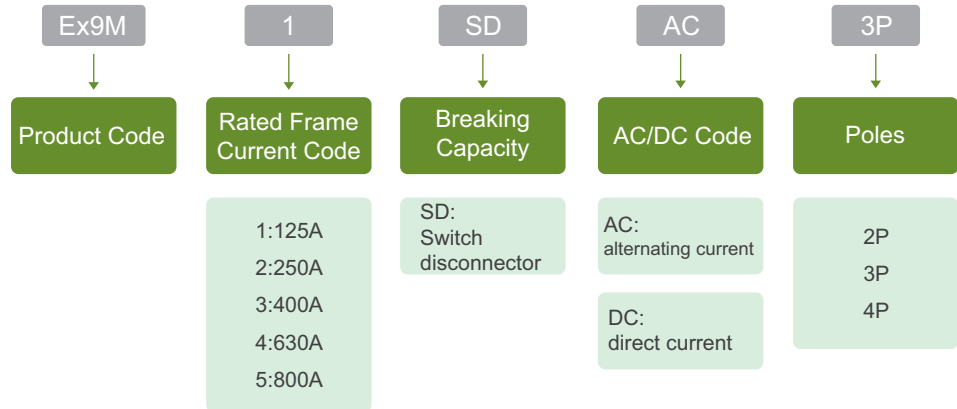 Ex9M
1
SD
AC
3P
Product Code
Rated Frame
Current Code
Breaking
Capacity
AC/DC Code
Poles
1:125A
2:250A
3:400A
4:630A
5:800A
SD:
Switch
disconnector
AC:
alternating current
DC:
direct current
2P
3P
4P